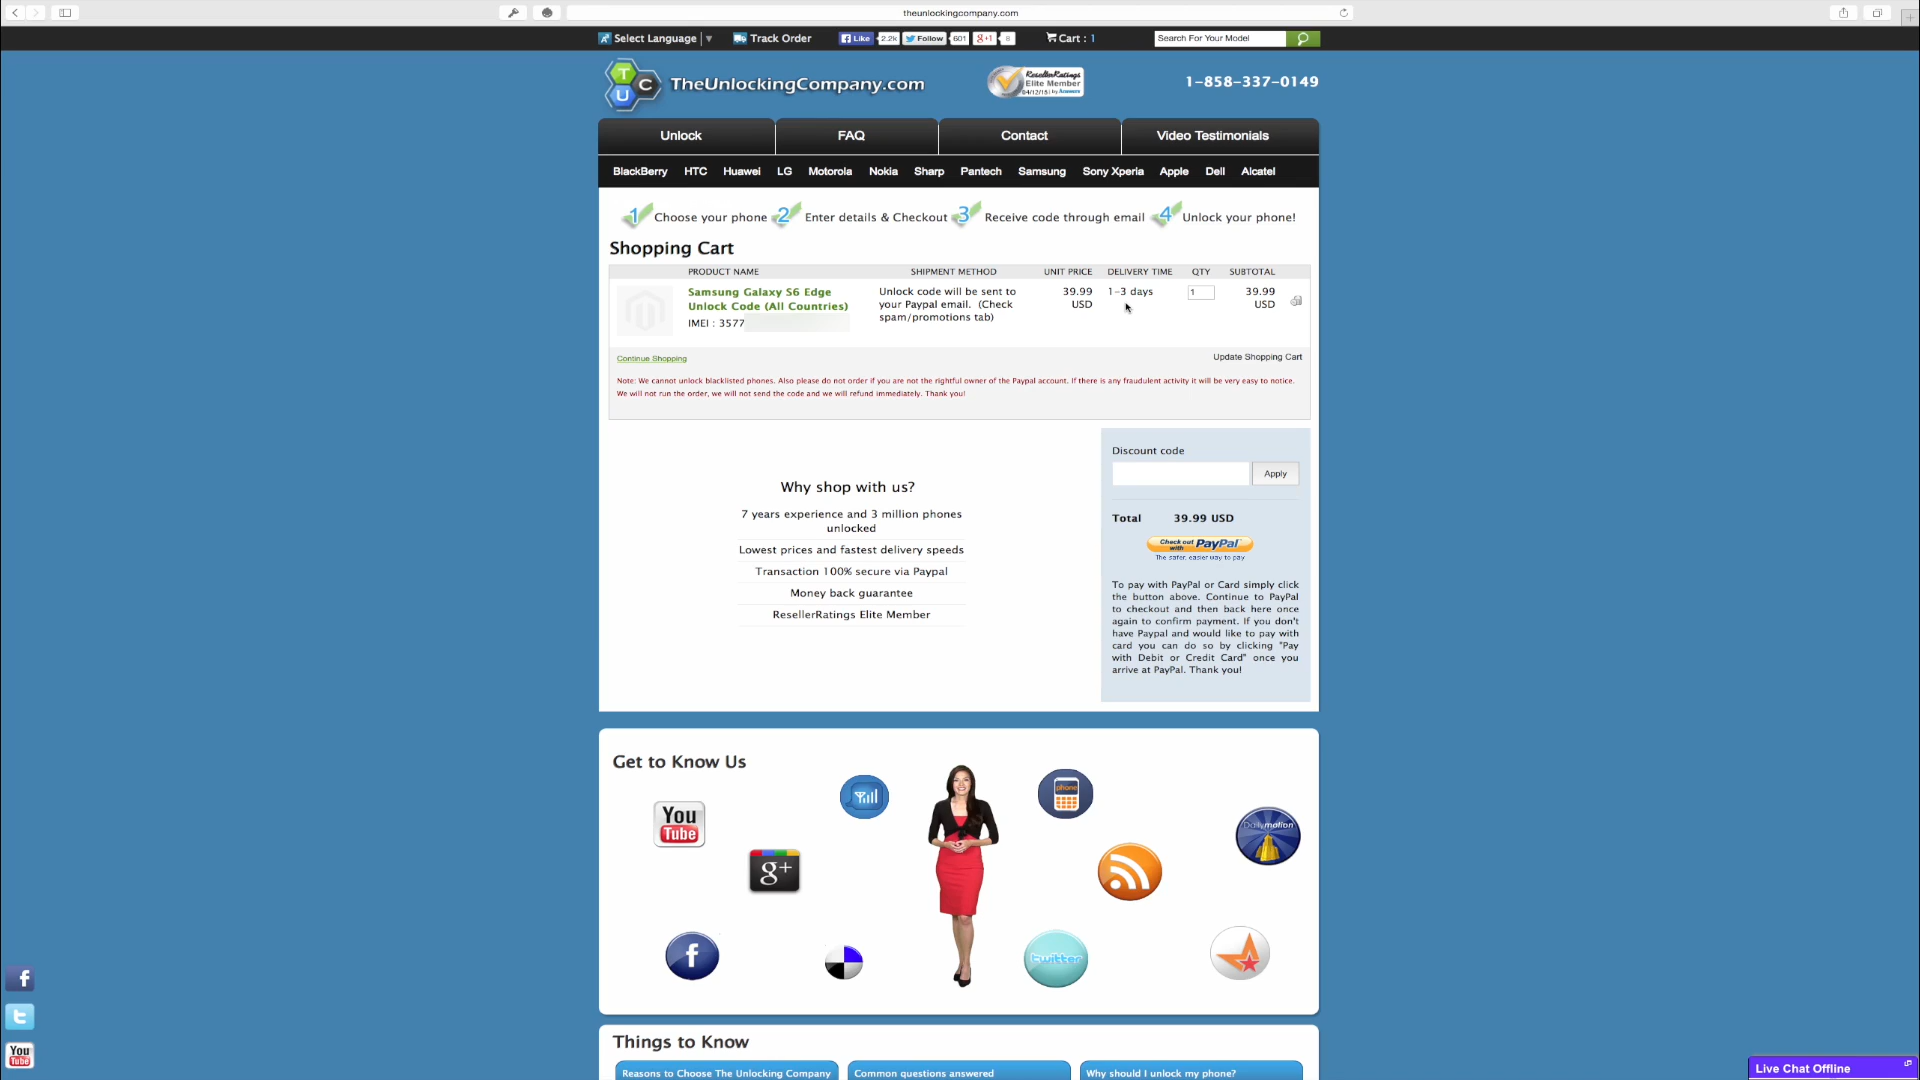 theunlockingcompany.com
Select Language
Track Order
Like 2.2k
Follow 601
g+1 8
Cart : 1
Search For Your Model
T U C TheUnlockingCompany.com
ResellerRatings
Elite Member
04/12/15 by Answers
1-858-337-0149
Unlock FAQ Contact Video Testimonials
BlackBerry HTC Huawei LG Motorola Nokia Sharp Pantech Samsung Sony Xperia Apple Dell Alcatel
1 Choose your phone 2 Enter details & Checkout 3 Receive code through email 4 Unlock your phone!
Shopping Cart
PRODUCT NAME SHIPMENT METHOD UNIT PRICE DELIVERY TIME QTY SUBTOTAL
Samsung Galaxy S6 Edge
Unlock Code (All Countries)
IMEI : 3577
Unlock code will be sent to
your Paypal email. (Check
spam/promotions tab)
39.99
USD
1-3 days
1
39.99
USD
Continue Shopping
Update Shopping Cart
Note: We cannot unlock blacklisted phones. Also please do not order if you are not the rightful owner of the Paypal account. If there is any fraudulent activity it will be very easy to notice.
We will not run the order, we will not send the code and we will refund immediately. Thank you!
Why shop with us?
7 years experience and 3 million phones
unlocked
Lowest prices and fastest delivery speeds
Transaction 100% secure via Paypal
Money back guarantee
ResellerRatings Elite Member
Discount code
Apply
Total 39.99 USD
Check out
with PayPal
The safer, easier way to pay
To pay with PayPal or Card simply click
the button above. Continue to PayPal
to checkout and then back here once
again to confirm payment. If you don't
have Paypal and would like to pay with
card you can do so by clicking "Pay
with Debit or Credit Card" once you
arrive at PayPal. Thank you!
Get to Know Us
You
Tube
phone
Dailymotion
g+
f
twitter
f
t
You
Tube
Things to Know
Reasons to Choose The Unlocking Company
Common questions answered
Why should I unlock my phone?
Live Chat Offline